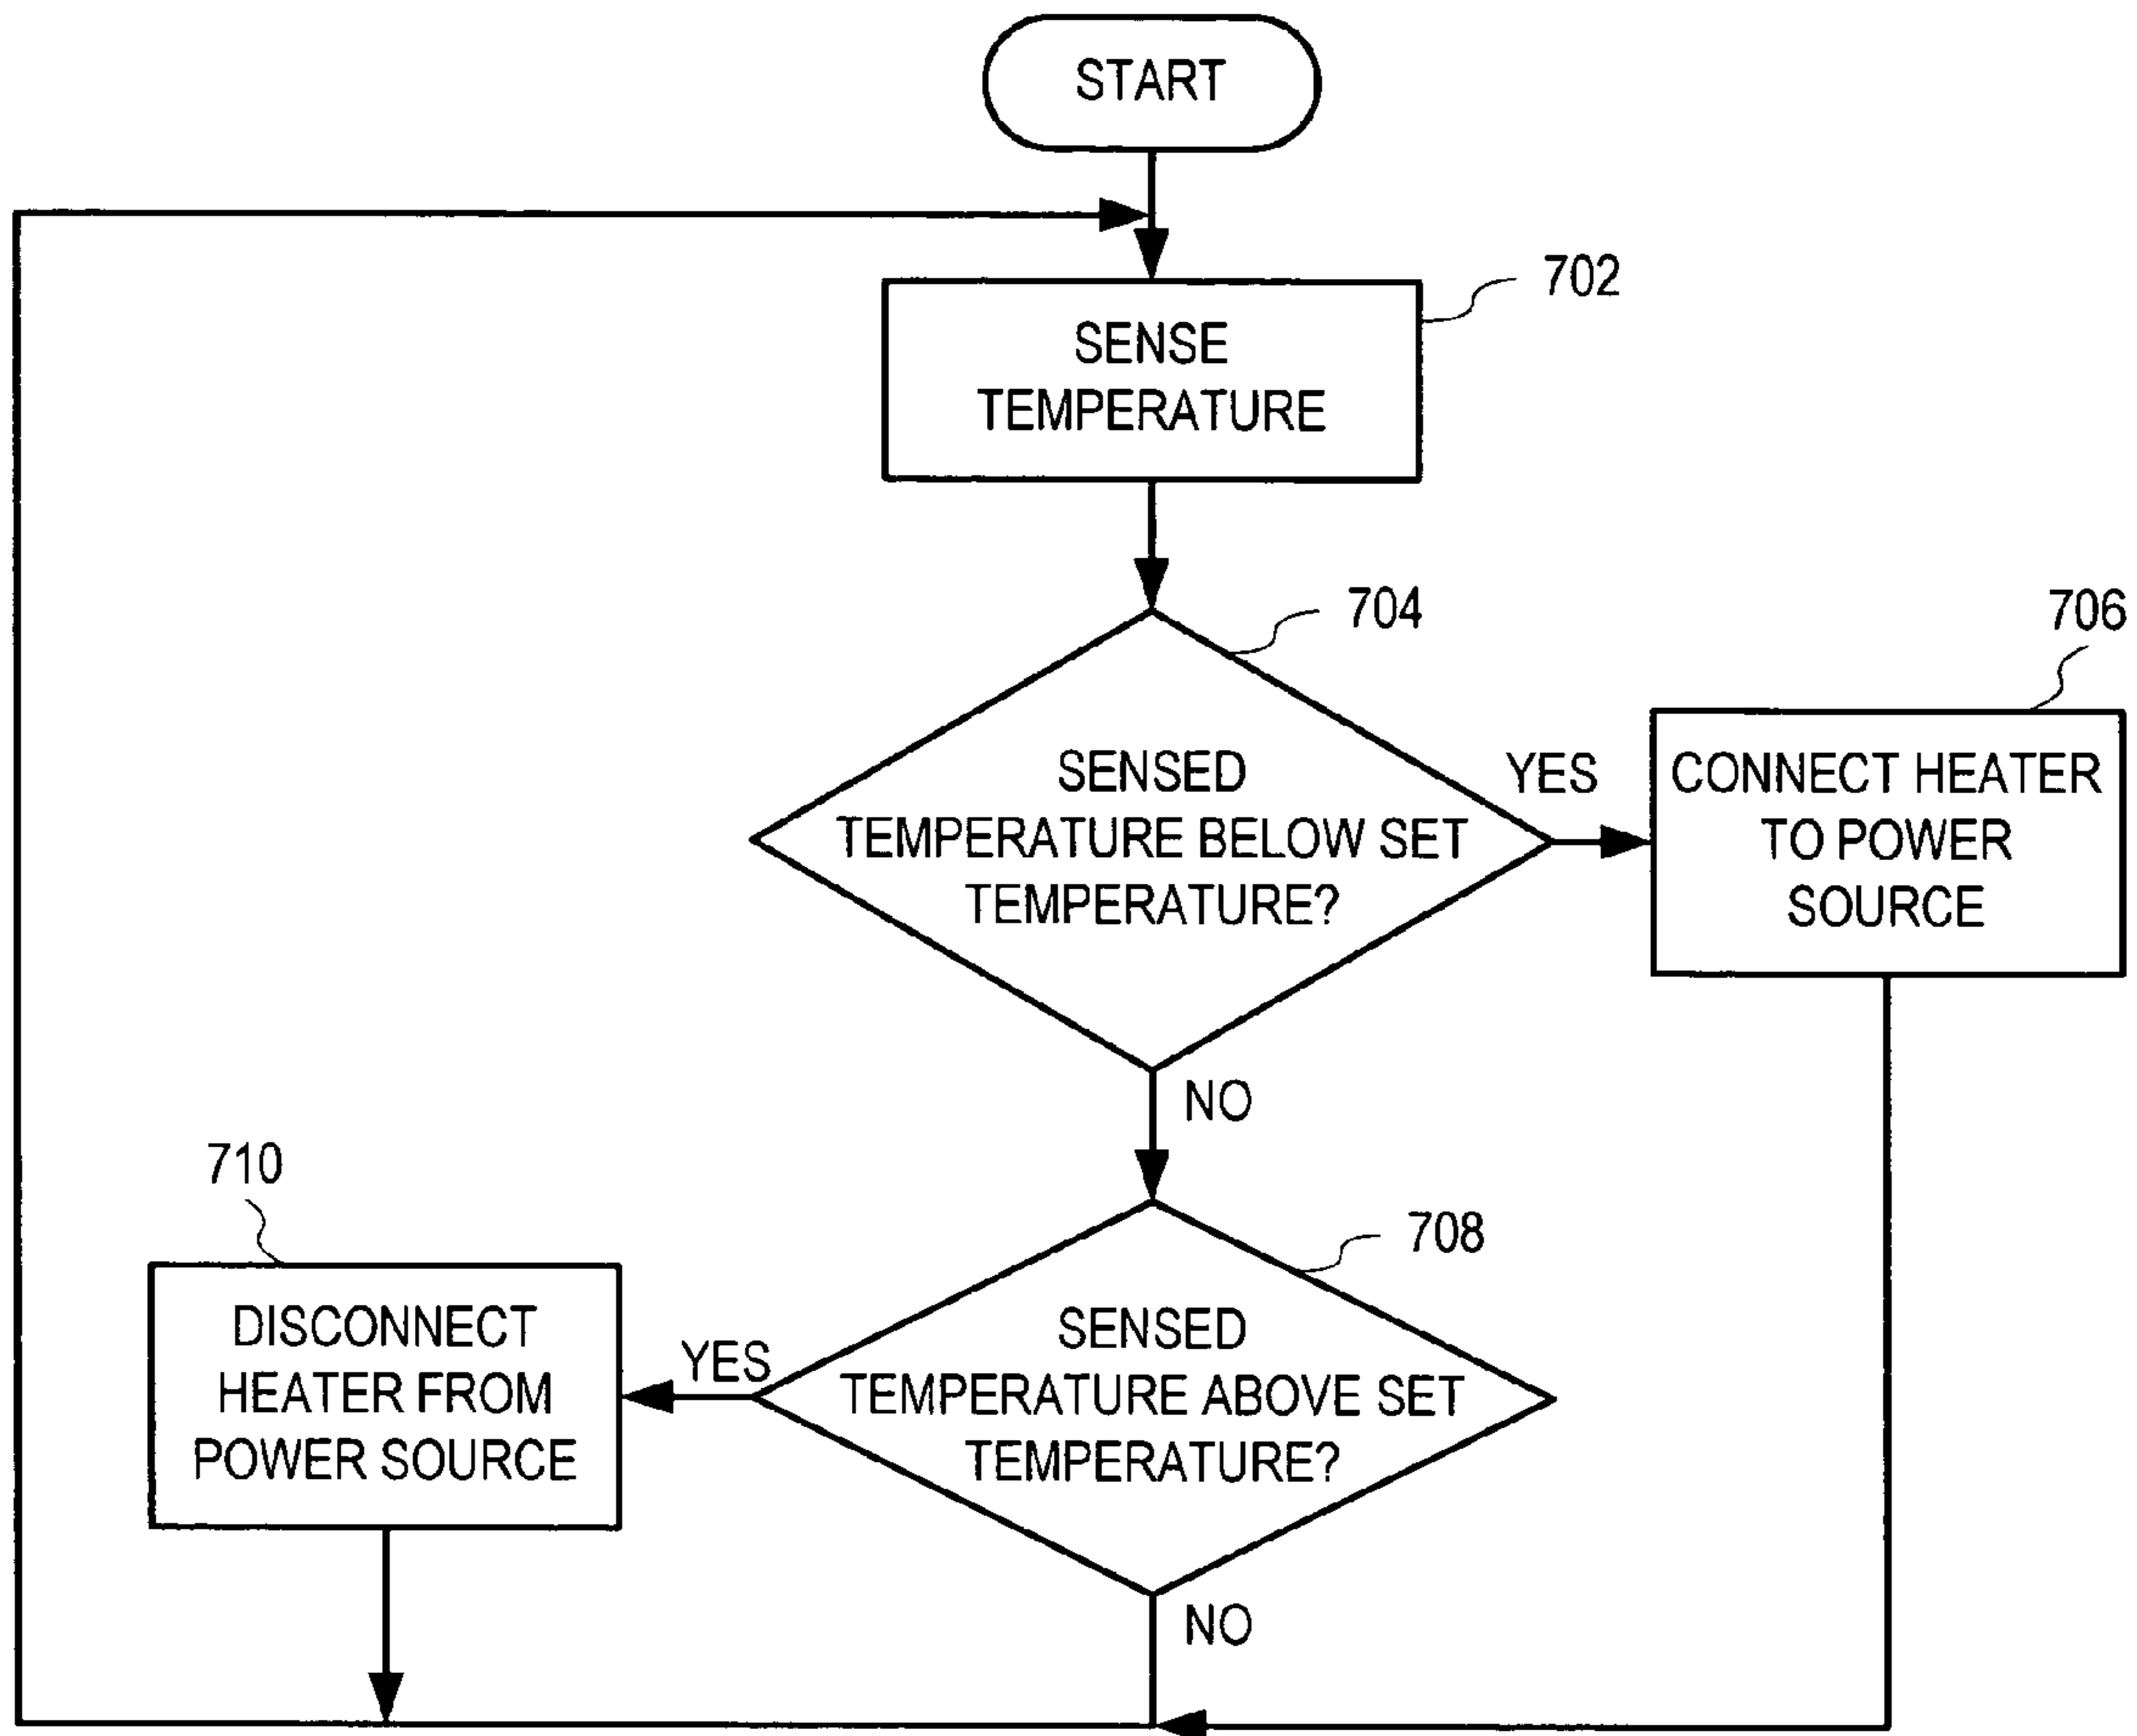 START
702
SENSE
TEMPERATURE
704
706
SENSED
TEMPERATURE BELOW SET
TEMPERATURE?
YES
CONNECT HEATER
TO POWER
SOURCE
NO
710
708
DISCONNECT
HEATER FROM
POWER SOURCE
YES
SENSED
TEMPERATURE ABOVE SET
TEMPERATURE?
NO